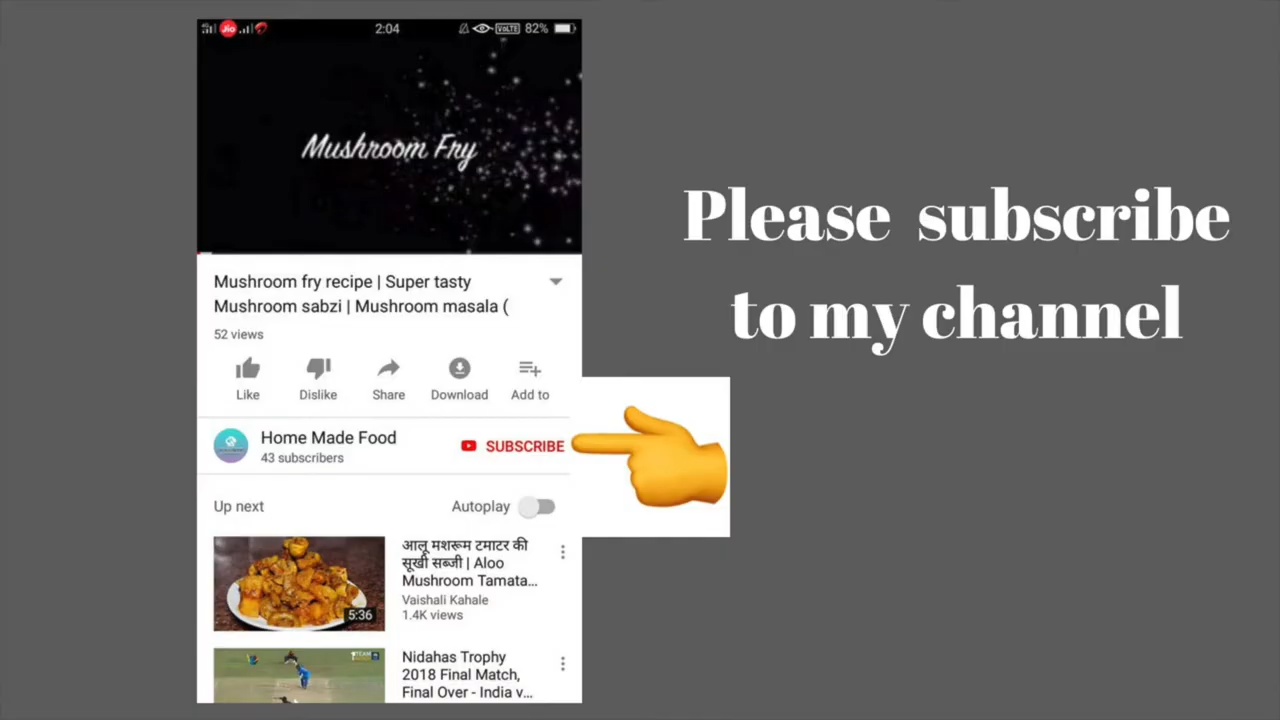 4G
Jio
2:04
VoLTE
82%
Mushroom Fry
Mushroom fry recipe | Super tasty
Mushroom sabzi | Mushroom masala (
52 views
Like
Dislike
Share
Download
Add to
Home Made Food
43 subscribers
SUBSCRIBE
Up next
Autoplay
आलू मशरूम टमाटर की
सूखी सब्जी | Aloo
Mushroom Tamata...
Vaishali Kahale
1.4K views
5:36
Nidahas Trophy
2018 Final Match,
Final Over - India v...
Please subscribe
to my channel